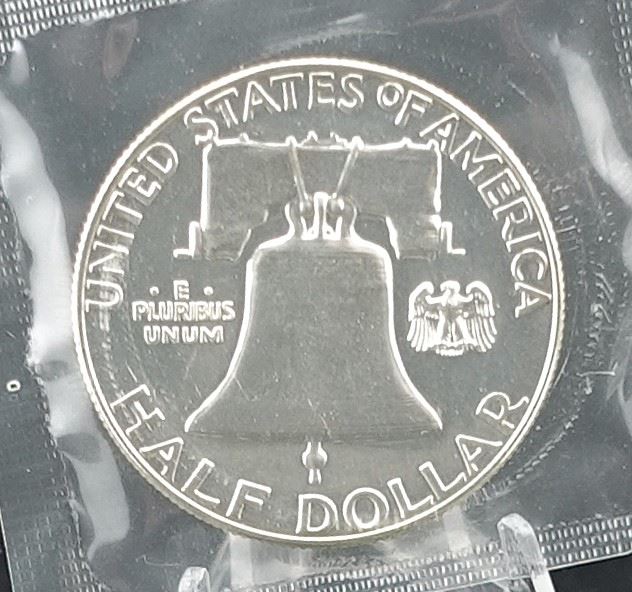 UNITED STATES OF AMERICA
· E ·
PLURIBUS
UNUM
HALF DOLLAR